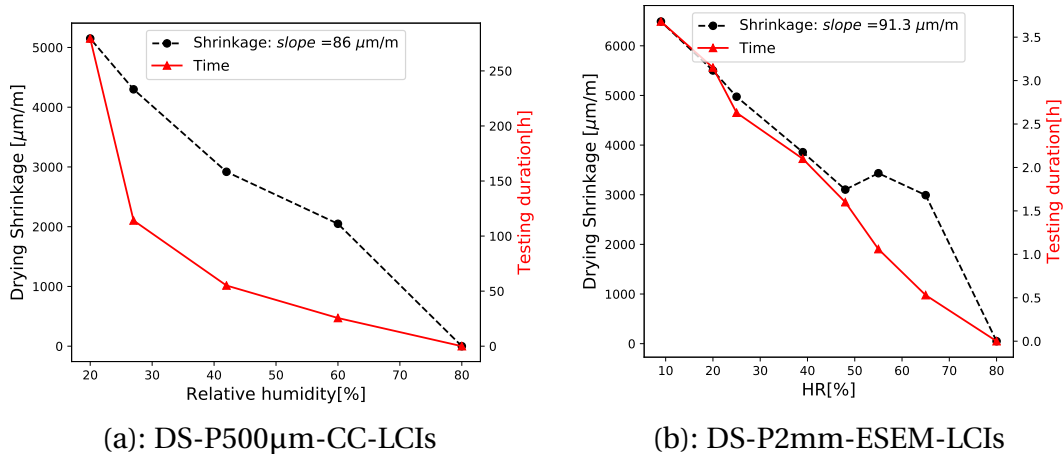 Shrinkage: slope =86 μm/m
Time
Drying Shrinkage [μm/m]
5000
4000
3000
2000
1000
0
250
200
150
100
50
0
Testing duration[h]
20 30 40 50 60 70 80
Relative humidity[%]
(a): DS-P500μm-CC-LCIs
Shrinkage: slope =91.3 μm/m
Time
Drying Shrinkage [μm/m]
6000
5000
4000
3000
2000
1000
0
3.5
3.0
2.5
2.0
1.5
1.0
0.5
0.0
Testing duration[h]
10 20 30 40 50 60 70 80
HR[%]
(b): DS-P2mm-ESEM-LCIs